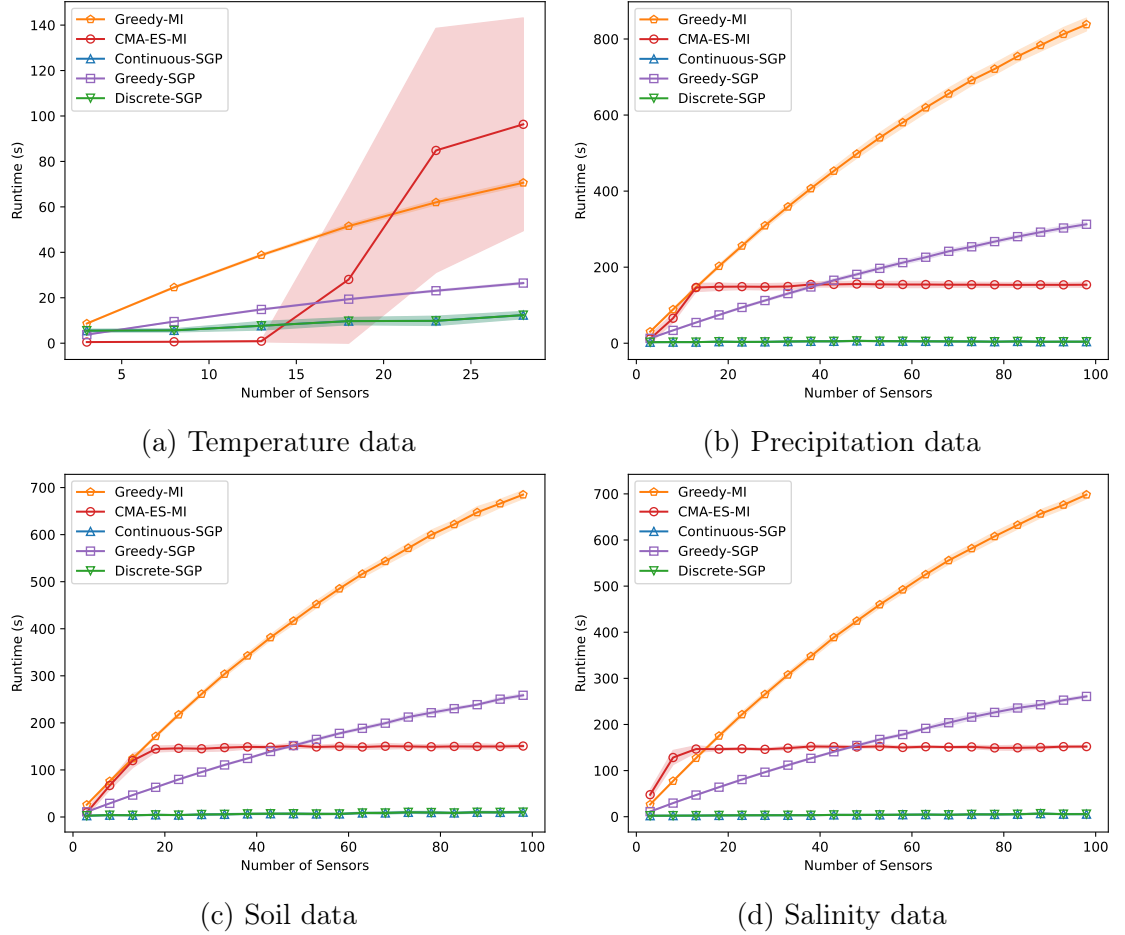 Greedy-MI
CMA-ES-MI
Continuous-SGP
Greedy-SGP
Discrete-SGP
140
120
100
80
60
40
20
0
Runtime (s)
5 10 15 20 25
Number of Sensors
(a) Temperature data
Greedy-MI
CMA-ES-MI
Continuous-SGP
Greedy-SGP
Discrete-SGP
800
600
400
200
0
Runtime (s)
0 20 40 60 80 100
Number of Sensors
(b) Precipitation data
Greedy-MI
CMA-ES-MI
Continuous-SGP
Greedy-SGP
Discrete-SGP
700
600
500
400
300
200
100
0
Runtime (s)
0 20 40 60 80 100
Number of Sensors
(c) Soil data
Greedy-MI
CMA-ES-MI
Continuous-SGP
Greedy-SGP
Discrete-SGP
700
600
500
400
300
200
100
0
Runtime (s)
0 20 40 60 80 100
Number of Sensors
(d) Salinity data